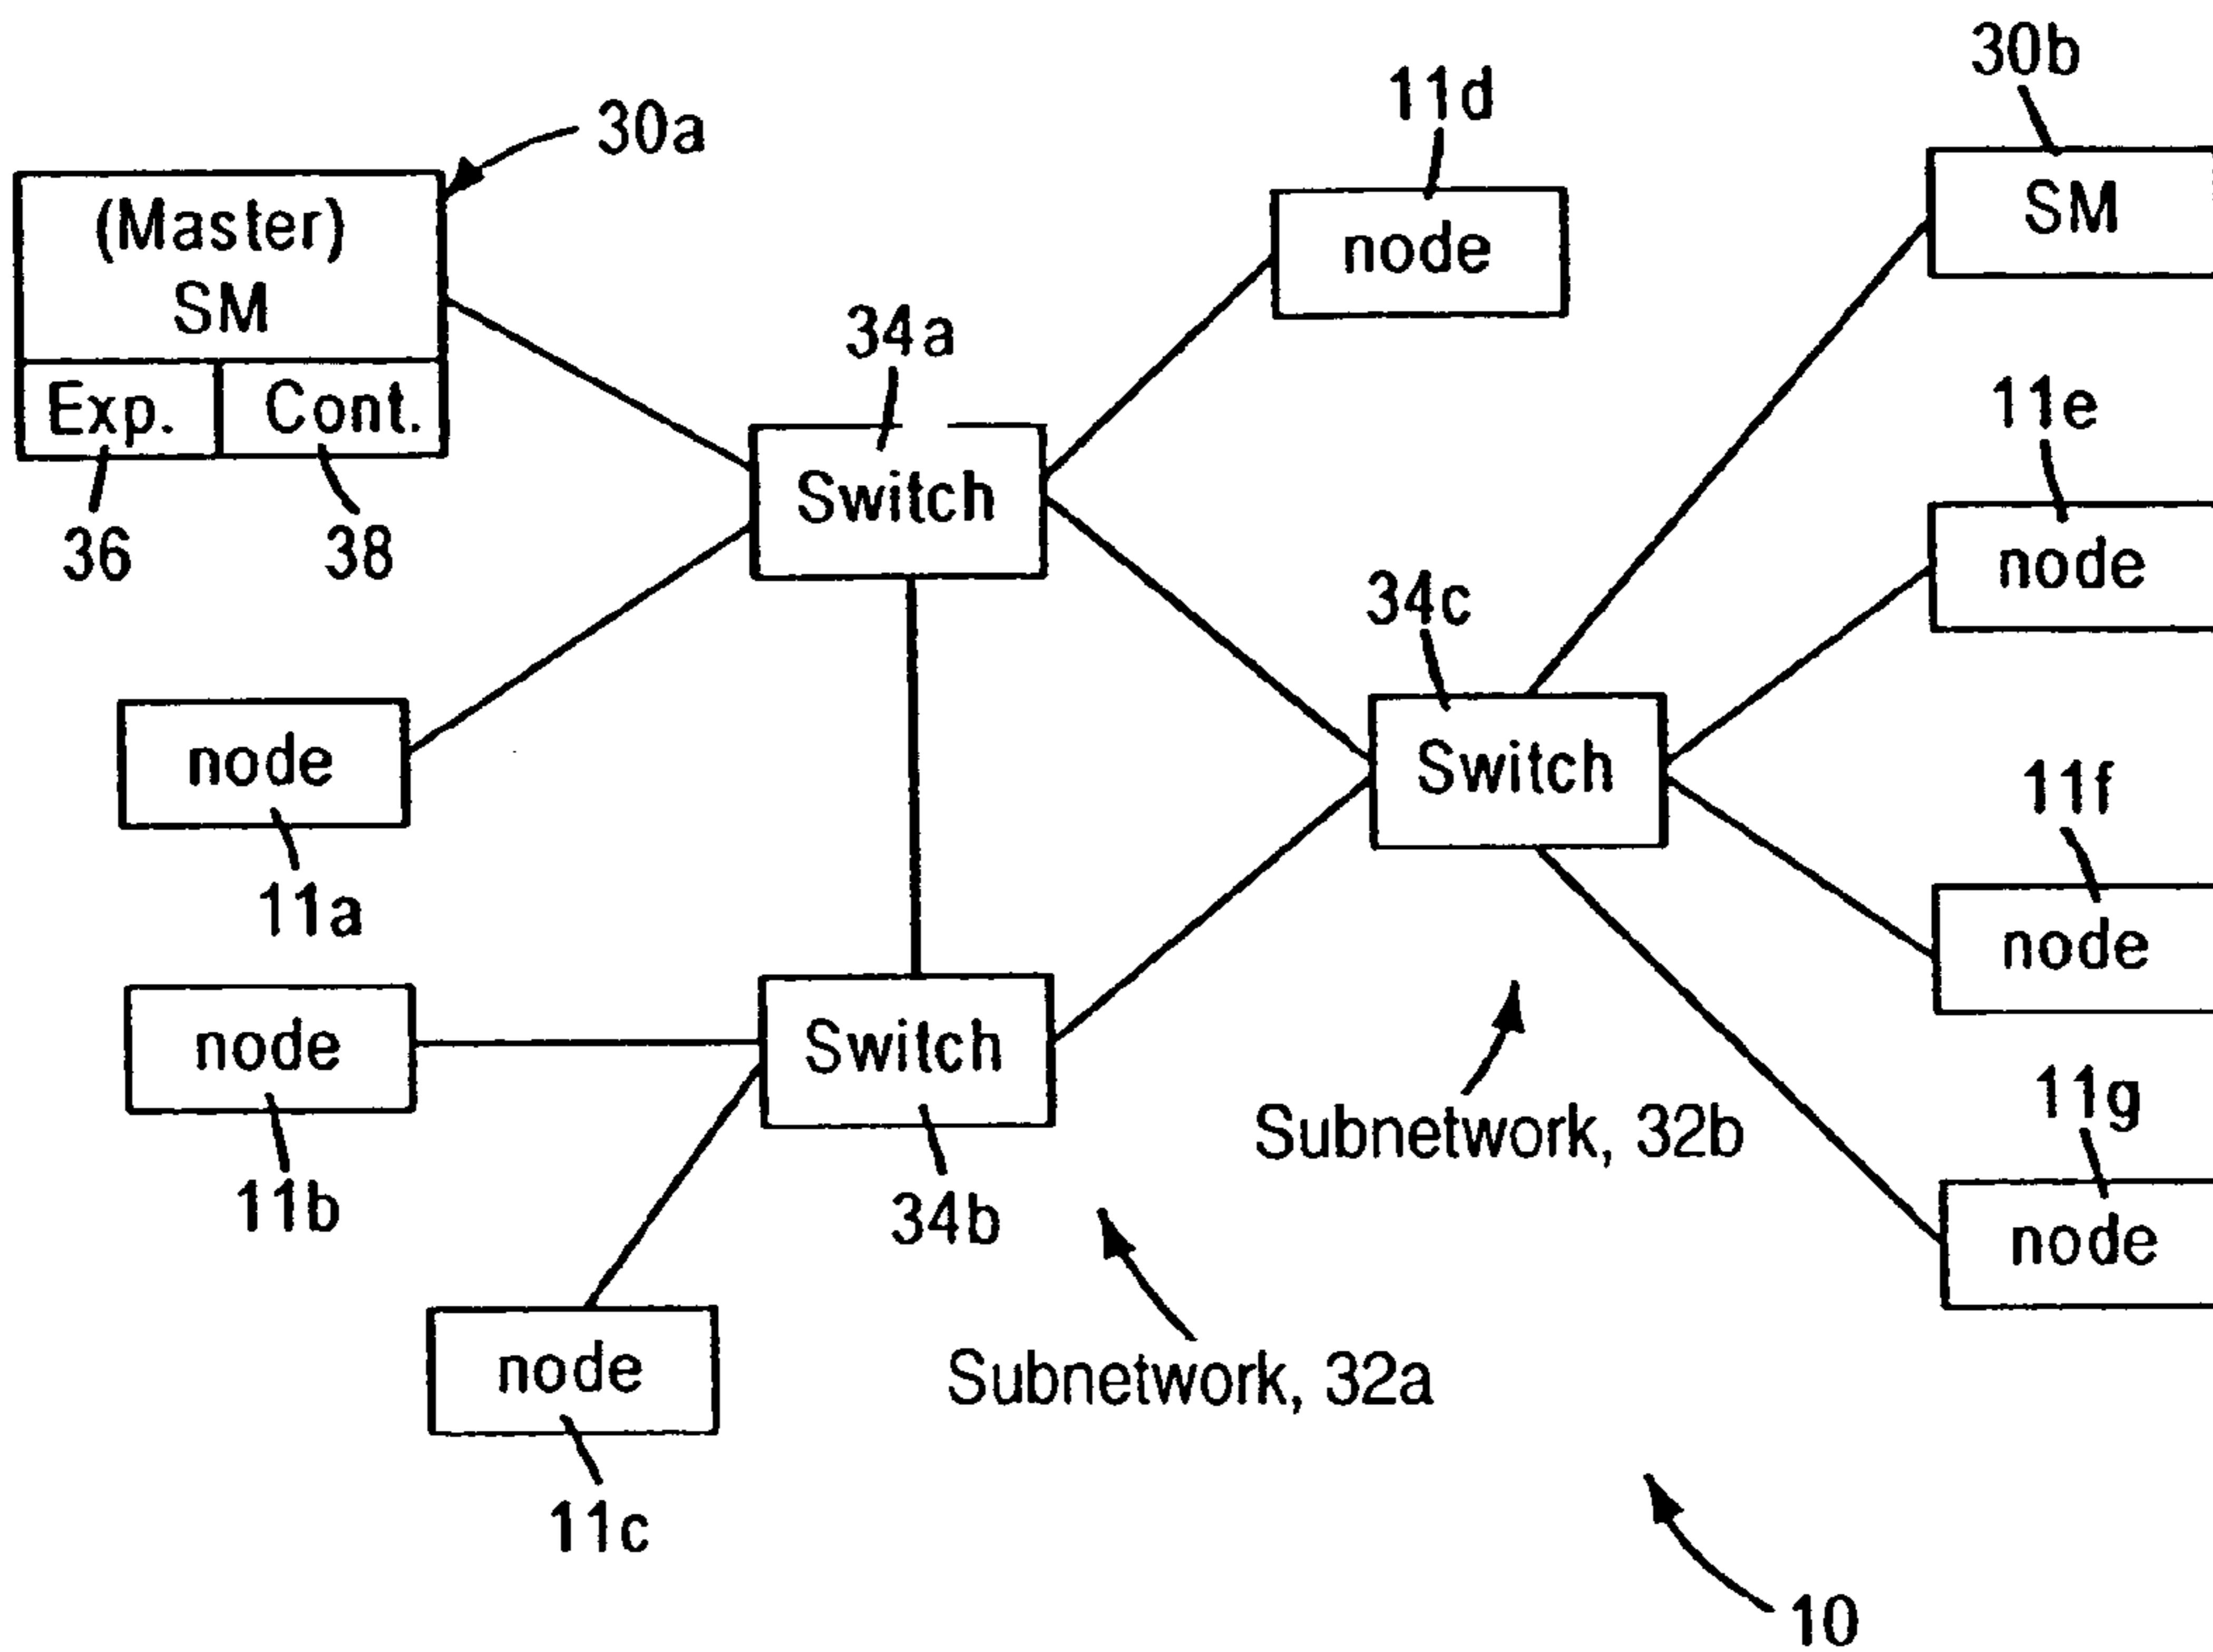 30b
11d
30a
(Master)
SM
SM
node
34a
Exp.
Cont.
11e
Switch
36
38
node
34c
node
Switch
11f
11a
node
node
Switch
11g
Subnetwork, 32b
11b
34b
node
node
Subnetwork, 32a
11c
10